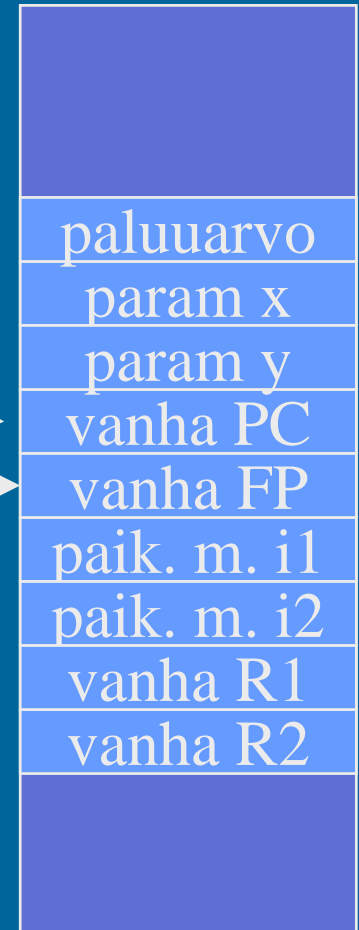 paluuarvo
param x
param y
vanha PC
vanha FP
paik. m. i1
paik. m. i2
vanha R1
vanha R2